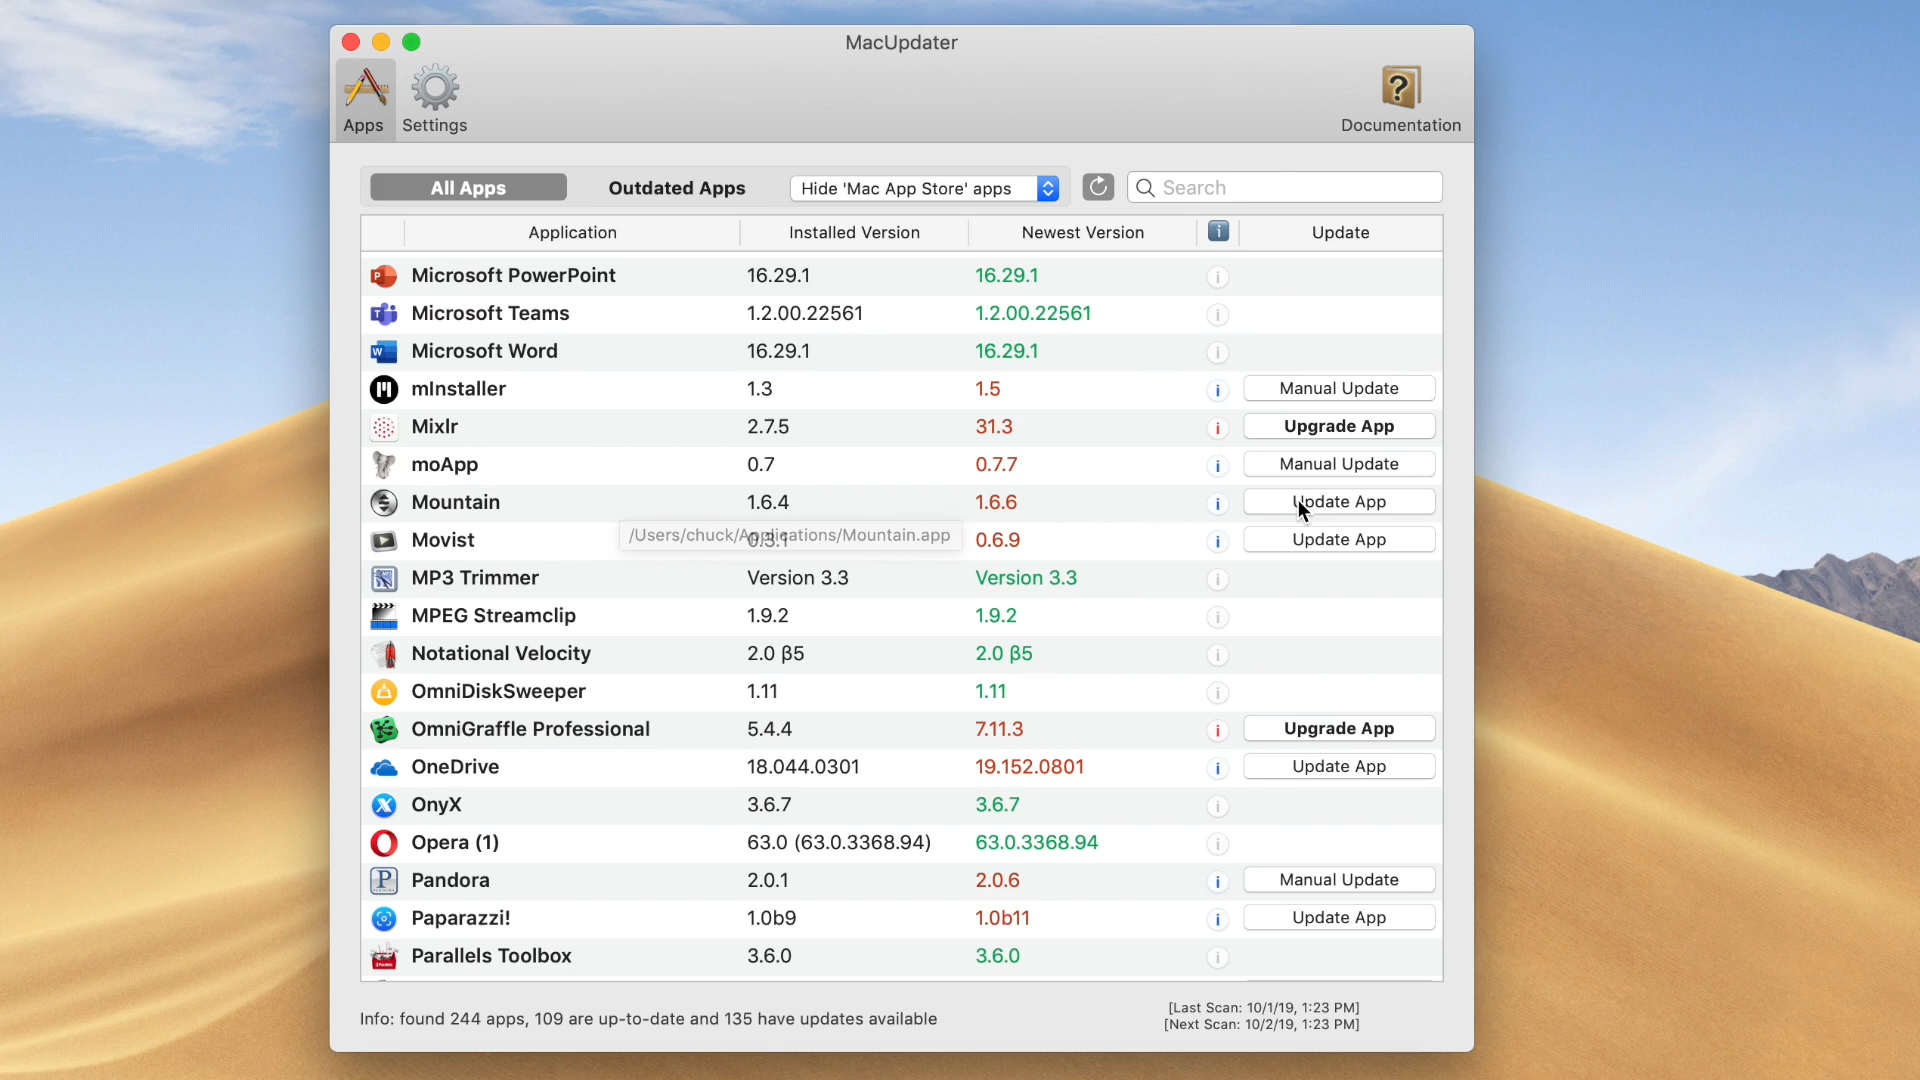 MacUpdater
Apps Settings Documentation
All Apps Outdated Apps Hide 'Mac App Store' apps Search
Application Installed Version Newest Version Update
Microsoft PowerPoint 16.29.1 16.29.1
Microsoft Teams 1.2.00.22561 1.2.00.22561
Microsoft Word 16.29.1 16.29.1
mInstaller 1.3 1.5 Manual Update
Mixlr 2.7.5 31.3 Upgrade App
moApp 0.7 0.7.7 Manual Update
Mountain 1.6.4 1.6.6 Update App
/Users/chuck/Applications/Mountain.app
Movist 0.3.1 0.6.9 Update App
MP3 Trimmer Version 3.3 Version 3.3
MPEG Streamclip 1.9.2 1.9.2
Notational Velocity 2.0 β5 2.0 β5
OmniDiskSweeper 1.11 1.11
OmniGraffle Professional 5.4.4 7.11.3 Upgrade App
OneDrive 18.044.0301 19.152.0801 Update App
OnyX 3.6.7 3.6.7
Opera (1) 63.0 (63.0.3368.94) 63.0.3368.94
Pandora 2.0.1 2.0.6 Manual Update
Paparazzi! 1.0b9 1.0b11 Update App
Parallels Toolbox 3.6.0 3.6.0
Info: found 244 apps, 109 are up-to-date and 135 have updates available
[Last Scan: 10/1/19, 1:23 PM]
[Next Scan: 10/2/19, 1:23 PM]